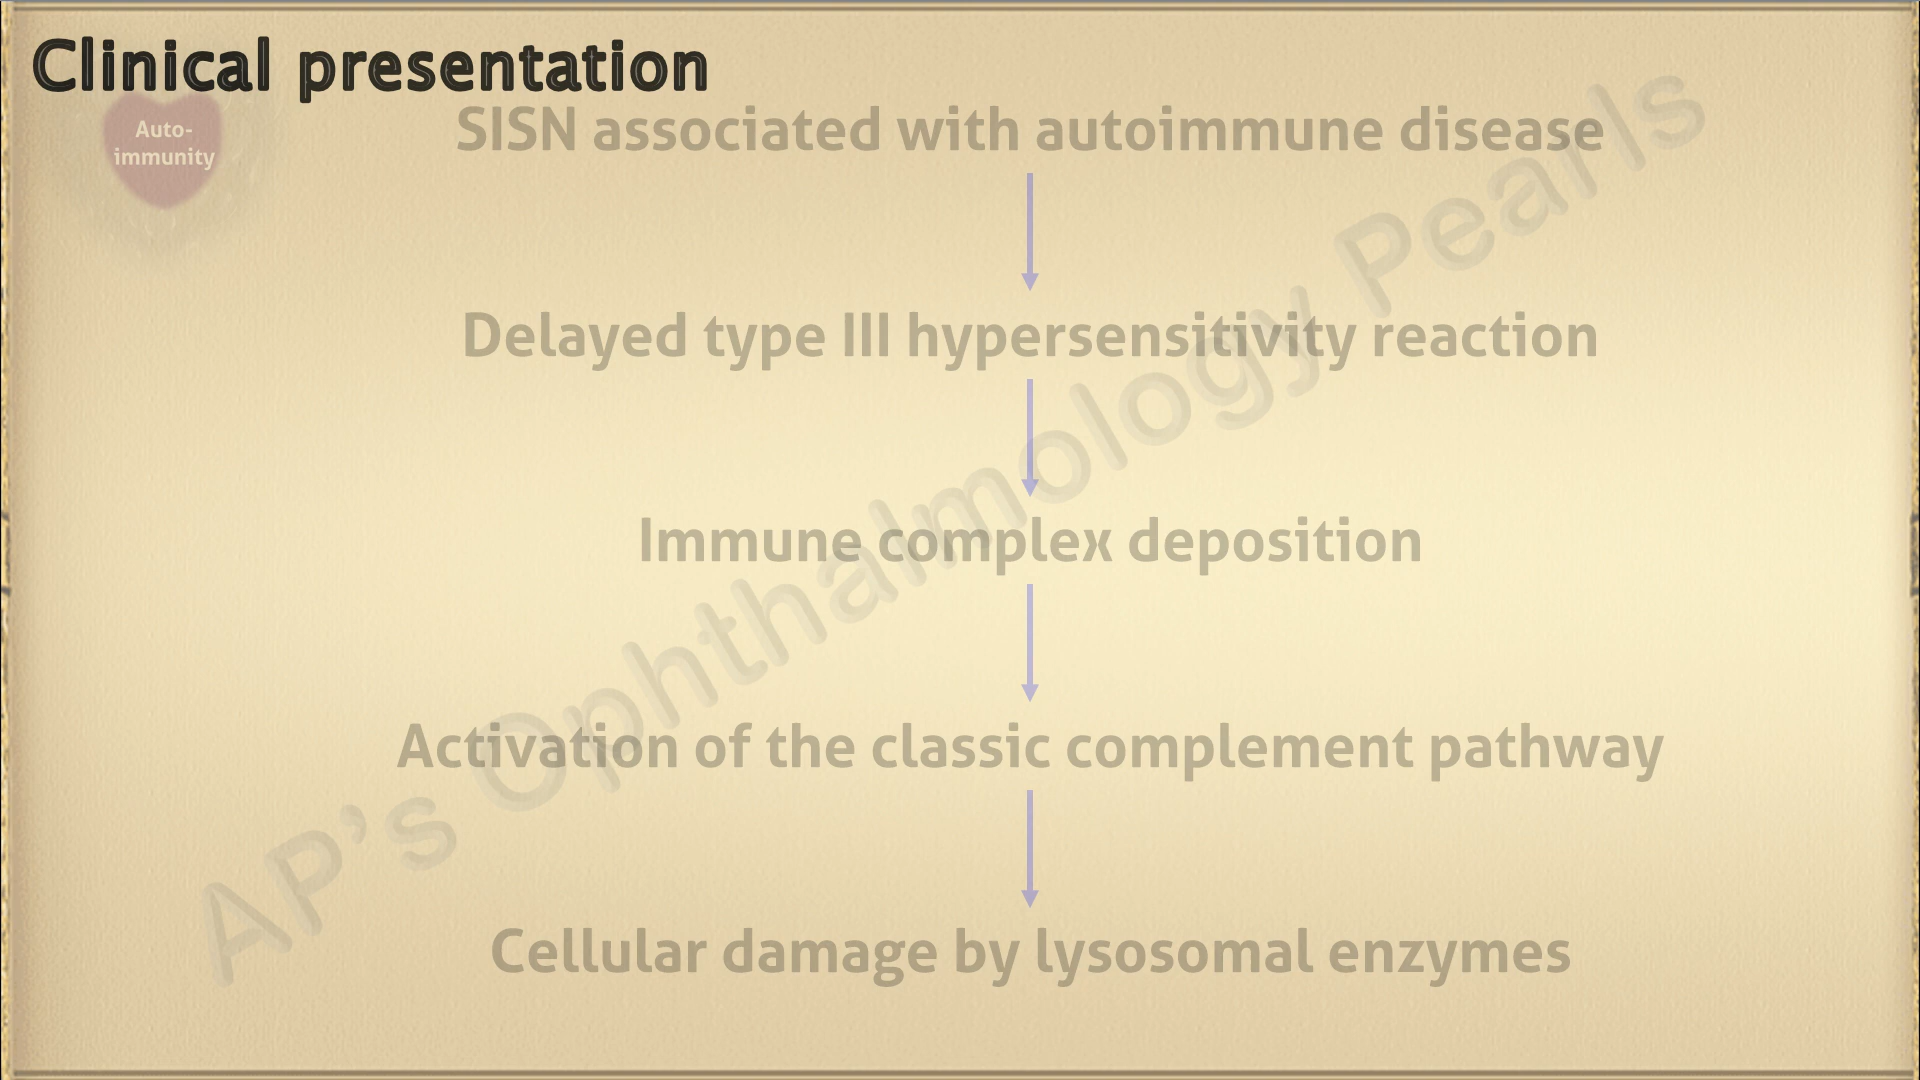 Clinical presentation
Auto-
immunity
SISN associated with autoimmune disease
Delayed type III hypersensitivity reaction
Immune complex deposition
Activation of the classic complement pathway
Cellular damage by lysosomal enzymes
AP’s Ophthalmology Pearls